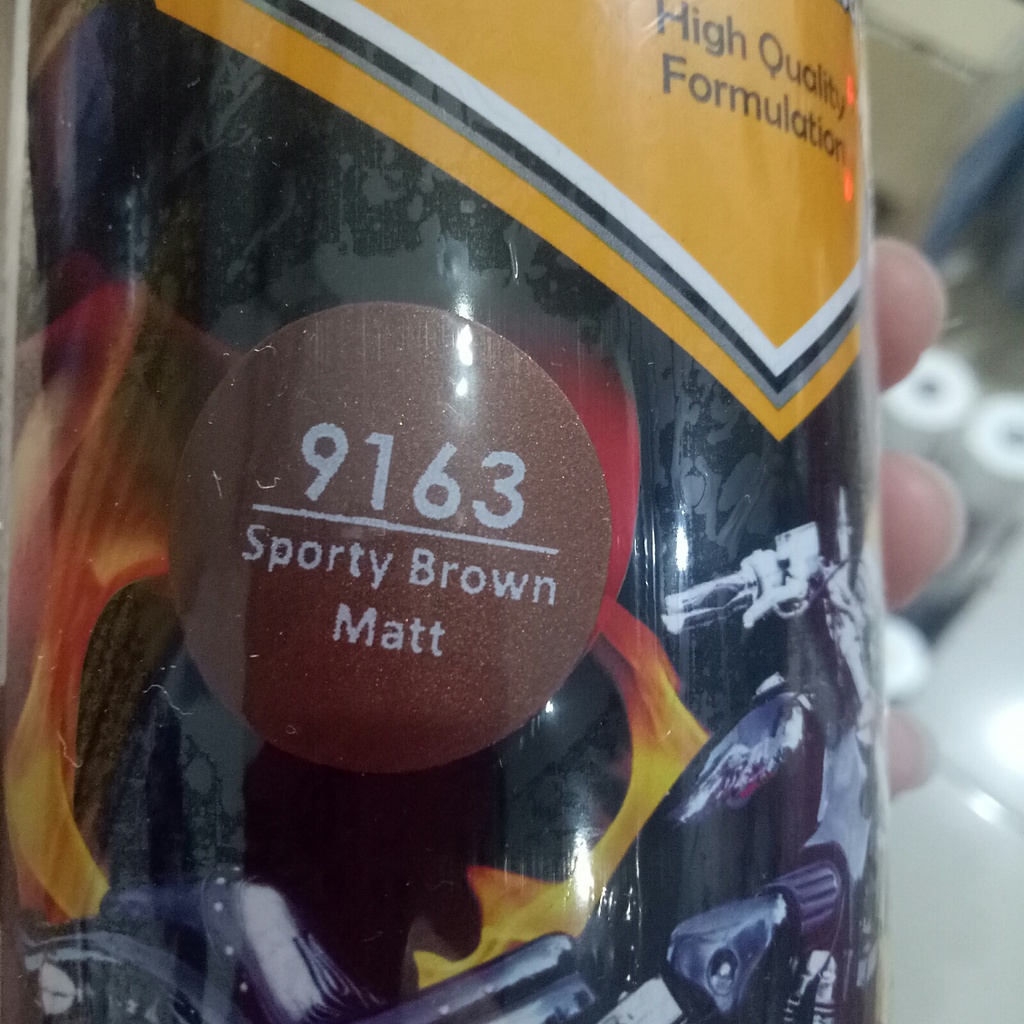 High Quality
Formulation
9163
Sporty Brown
Matt